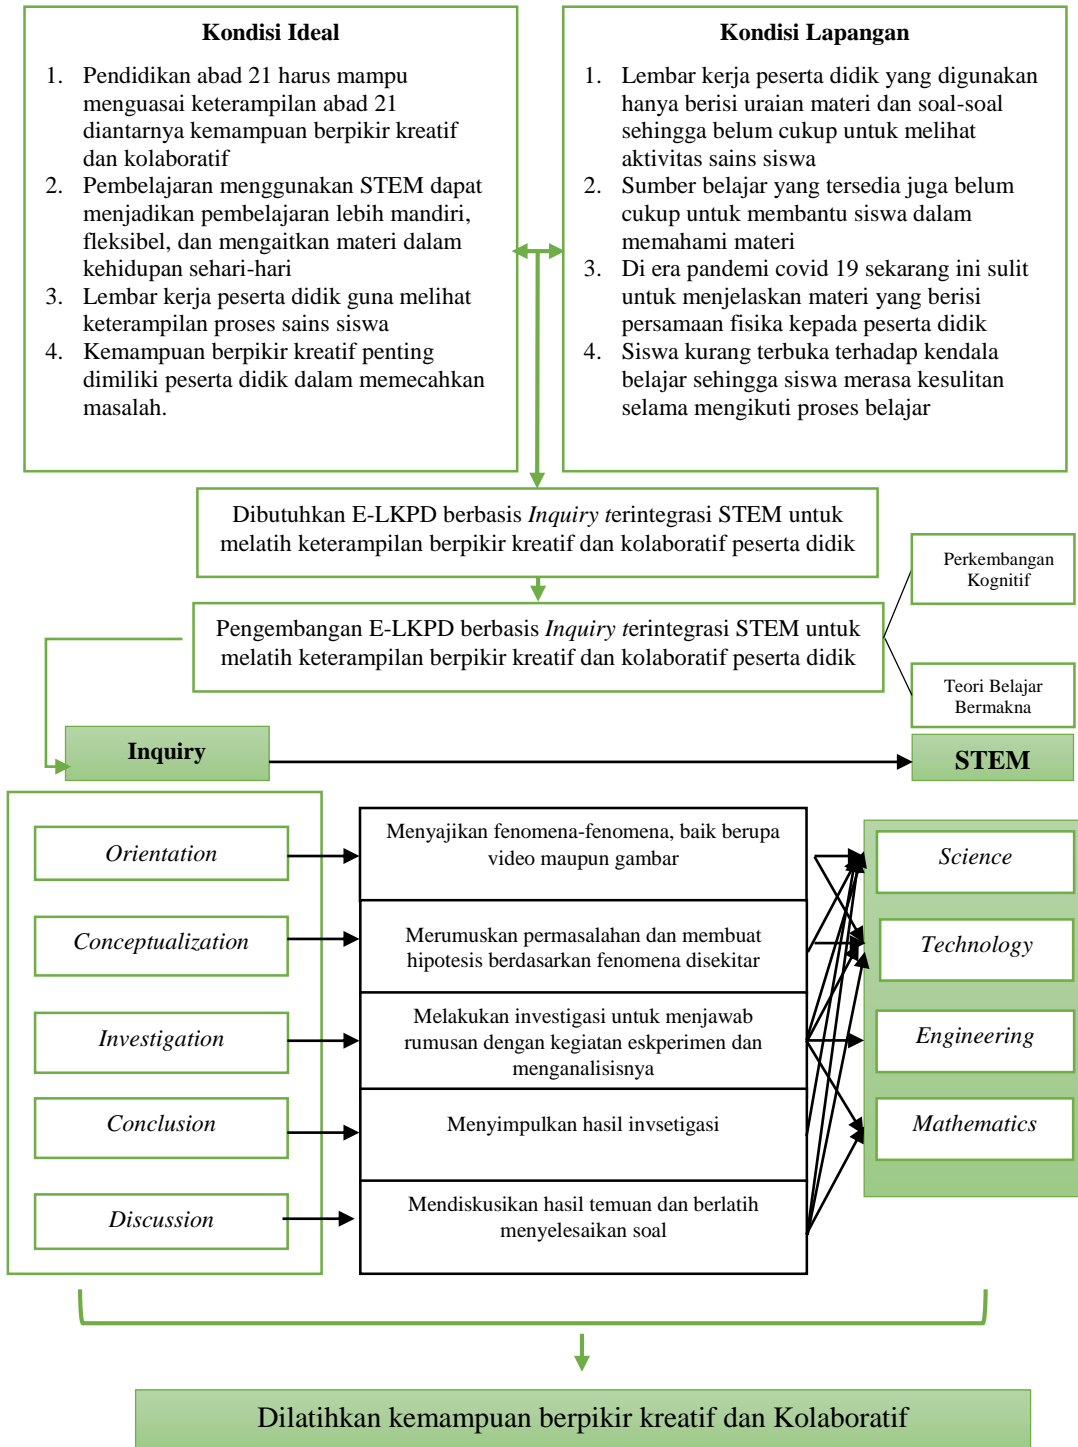 Kondisi Ideal
1. Pendidikan abad 21 harus mampu
menguasai keterampilan abad 21
diantarnya kemampuan berpikir kreatif
dan kolaboratif
2. Pembelajaran menggunakan STEM dapat
menjadikan pembelajaran lebih mandiri,
fleksibel, dan mengaitkan materi dalam
kehidupan sehari-hari
3. Lembar kerja peserta didik guna melihat
keterampilan proses sains siswa
4. Kemampuan berpikir kreatif penting
dimiliki peserta didik dalam memecahkan
masalah.
Kondisi Lapangan
1. Lembar kerja peserta didik yang digunakan
hanya berisi uraian materi dan soal-soal
sehingga belum cukup untuk melihat
aktivitas sains siswa
2. Sumber belajar yang tersedia juga belum
cukup untuk membantu siswa dalam
memahami materi
3. Di era pandemi covid 19 sekarang ini sulit
untuk menjelaskan materi yang berisi
persamaan fisika kepada peserta didik
4. Siswa kurang terbuka terhadap kendala
belajar sehingga siswa merasa kesulitan
selama mengikuti proses belajar
Dibutuhkan E-LKPD berbasis Inquiry terintegrasi STEM untuk
melatih keterampilan berpikir kreatif dan kolaboratif peserta didik
Pengembangan E-LKPD berbasis Inquiry terintegrasi STEM untuk
melatih keterampilan berpikir kreatif dan kolaboratif peserta didik
Perkembangan
Kognitif
Teori Belajar
Bermakna
Inquiry
STEM
Orientation
Menyajikan fenomena-fenomena, baik berupa
video maupun gambar
Science
Conceptualization
Merumuskan permasalahan dan membuat
hipotesis berdasarkan fenomena disekitar
Technology
Investigation
Melakukan investigasi untuk menjawab
rumusan dengan kegiatan eskperimen dan
menganalisisnya
Engineering
Conclusion
Menyimpulkan hasil invsetigasi
Mathematics
Discussion
Mendiskusikan hasil temuan dan berlatih
menyelesaikan soal
Dilatihkan kemampuan berpikir kreatif dan Kolaboratif